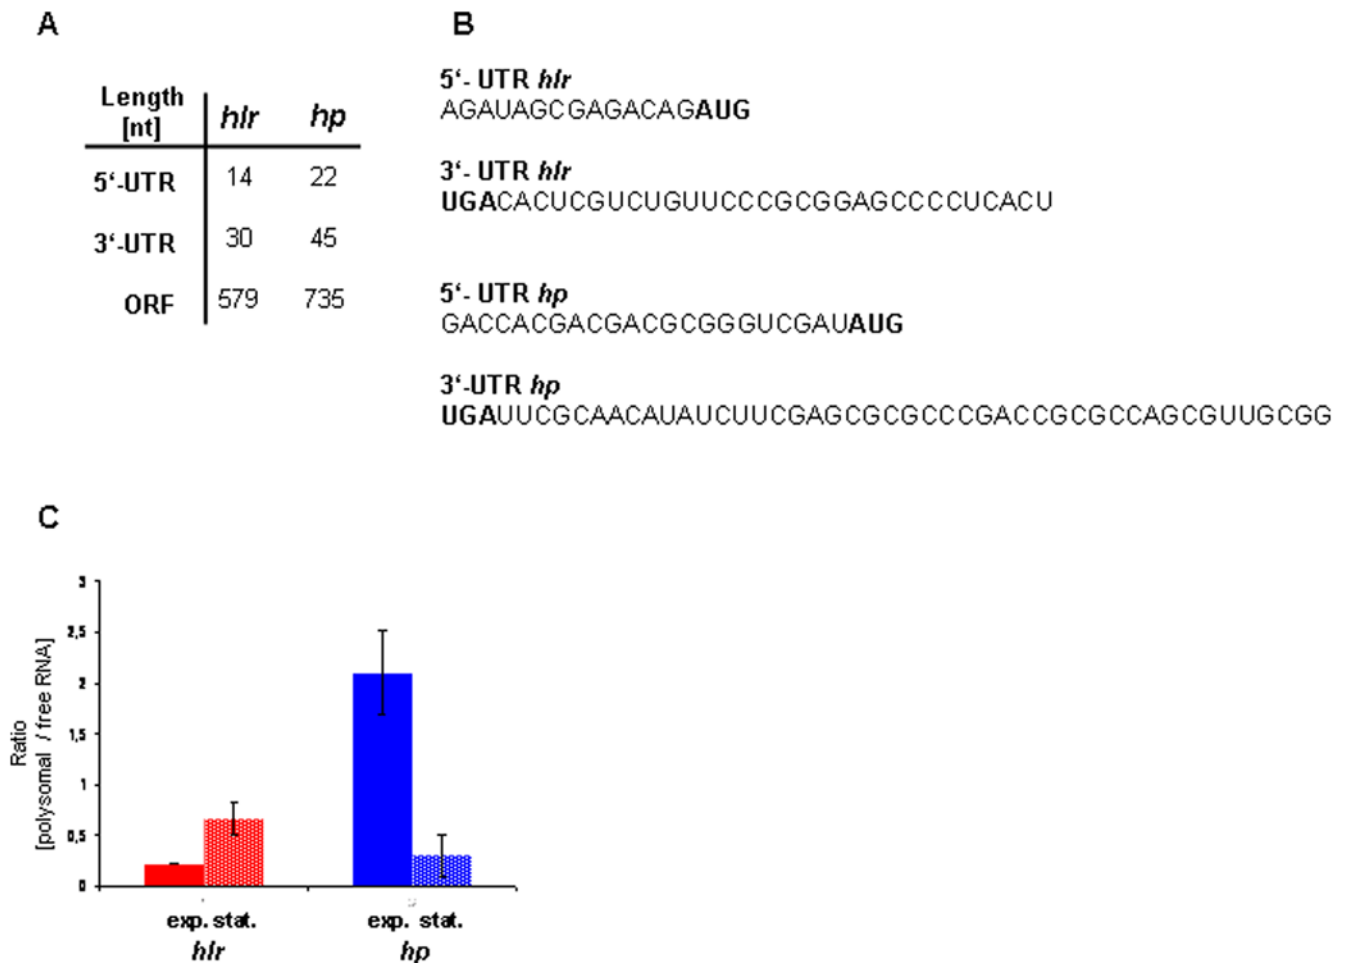 A
Length [nt] hlr hp
5‘-UTR 14 22
3‘-UTR 30 45
ORF 579 735
B
5‘- UTR hlr
AGAUAGCGAGACAGAUG
3‘- UTR hlr
UGACACUCGUCUGUUCCCGCGGAGCCCCUCACU
5‘- UTR hp
GACCACGACGACGCGGGUCGAUAUG
3‘-UTR hp
UGAUUCGCAACAUAUCUUCGAGCGCGCCCGACCGCGCCAGCGUUGCGG
C
Ratio
[polysomal / free RNA]
3
2,5
2
1,5
1
0,5
0
exp. stat. exp. stat.
hlr hp